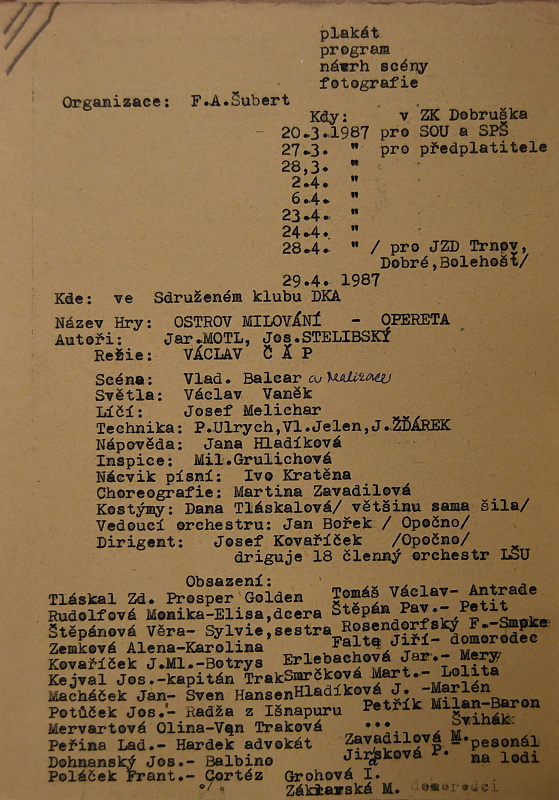 plakát
program
návrh scény
fotografie
Organizace: F.A.Šubert
Kdy: v ZK Dobruška
20.3.1987 pro SOU a SPŠ
27.3. " pro předplatitele
28,3. "
2.4. "
6.4. "
23.4. "
24.4. "
28.4. " / pro JZD Trnov,
Dobré,Bolehošť/
29.4. 1987
Kde: ve Sdruženém klubu DKA
Název Hry: OSTROV MILOVÁNÍ - OPERETA
Autoři: Jar.MOTL, Jos.STELIBSKÝ
Režie: VÁCLAV ČÁP
Scéna: Vlad. Balcar a realizace
Světla: Václav Vaněk
Líčí: Josef Melichar
Technika: P.Ulrych,Vl.Jelen,J.ŽĎÁREK
Nápověda: Jana Hladíková
Inspice: Mil.Grulichová
Nácvik písní: Ivo Kratěna
Choreografie: Martina Zavadilová
Kostýmy: Dana Tláskalová/ většinu sama šila/
Vedoucí orchestru: Jan Bořek / Opočno/
Dirigent: Josef Kovaříček /Opočno/
driguje 18 členný orchestr LŠU
Obsazení:
Tláskal Zd. Prosper Golden Tomáš Václav- Antrade
Rudolfová Monika-Elisa,dcera Štěpán Pav.- Petit
Štěpánová Věra- Sylvie,sestra Rosendorfský F.-Smoke
Zemková Alena-Karolina Falta Jiří- domorodec
Kovaříček J.Ml.-Botrys Erlebachová Jar.- Mery
Kejval Jos.-kapitán Trak Smrčková Mart.- Lolita
Macháček Jan- Sven Hansen Hladíková J. -Marlén
Potůček Jos.- Radža z Išnapuru Petřík Milan-Baron
Mervartová Olina-Van Traková ... Švihák
Peřina Lad.- Hardek advokát Zavadilová M. pesonál
Dohnanský Jos.- Balbino Jirásková P. na lodi
Poláček Frant.- Cortéz Grohová I.
°/. Zákravská M. domorodci